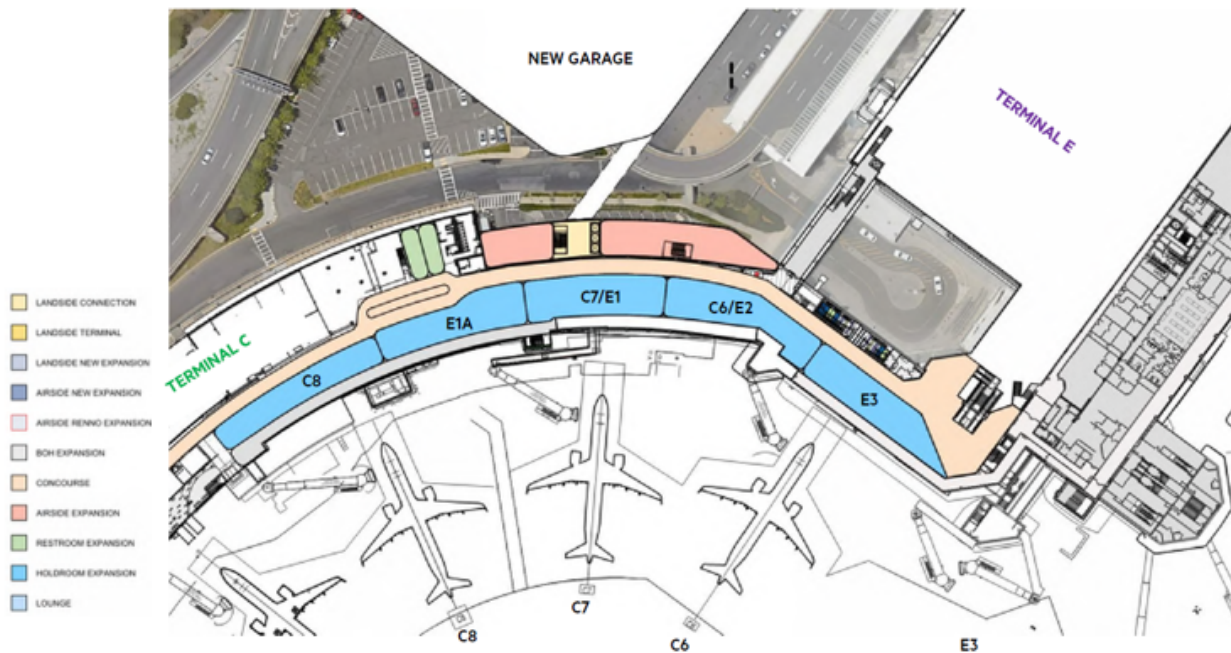 NEW GARAGE
TERMINAL E
LANDSIDE CONNECTION
LANDSIDE TERMINAL
LANDSIDE NEW EXPANSION
AIRSIDE NEW EXPANSION
AIRSIDE RENNO EXPANSION
BOH EXPANSION
CONCOURSE
AIRSIDE EXPANSION
RESTROOM EXPANSION
HOLDROOM EXPANSION
LOUNGE
TERMINAL C
C8
E1A
C7/E1
C6/E2
E3
C8
C7
C6
E3